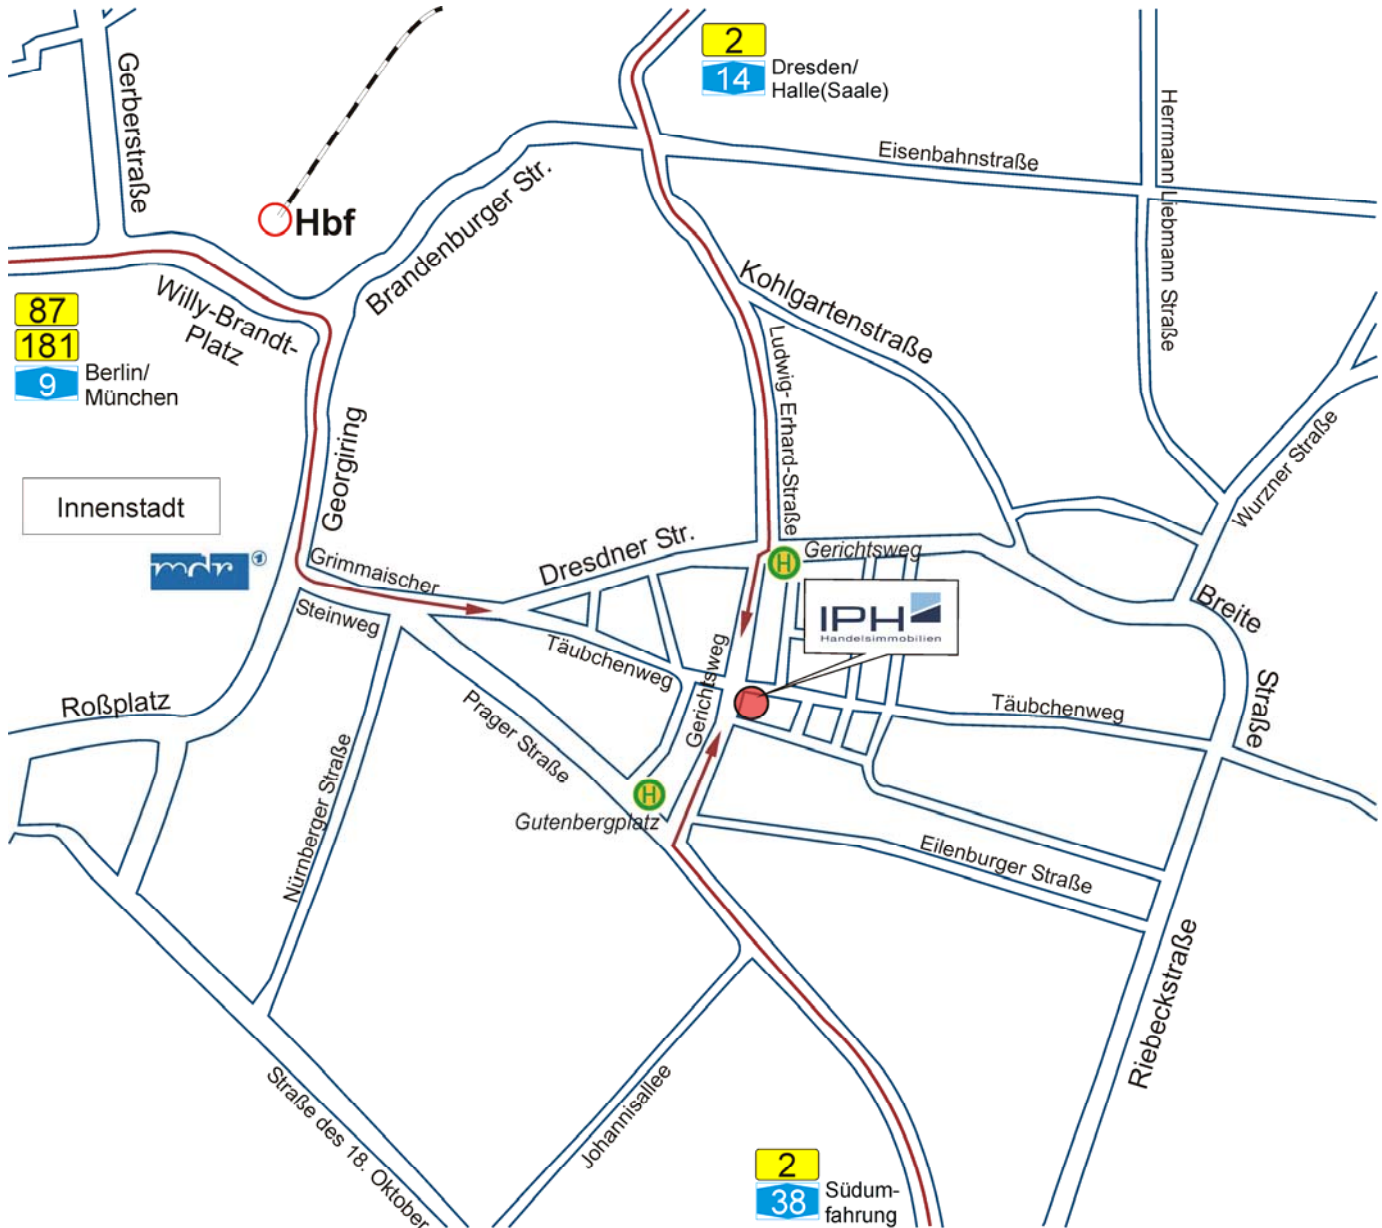 2
14
Dresden/
Halle(Saale)
Gerberstraße
Hbf
Brandenburger Str.
Eisenbahnstraße
Herrmann Liebmann Straße
Willy-Brandt-
Platz
87
181
9
Berlin/
München
Kohlgartenstraße
Ludwig- Erhard-Straße
Wurzner Straße
Georgiring
Innenstadt
mdr
Grimmaischer
Steinweg
Dresdner Str.
H
Gerichtsweg
IPH
Handelsimmobilien
Breite
Straße
Täubchenweg
Gerichtsweg
Täubchenweg
Roßplatz
Prager Straße
Nürnberger Straße
H
Gutenbergplatz
Eilenburger Straße
Riebeckstraße
Straße des 18. Oktober
Johannisallee
2
38
Südum-
fahrung